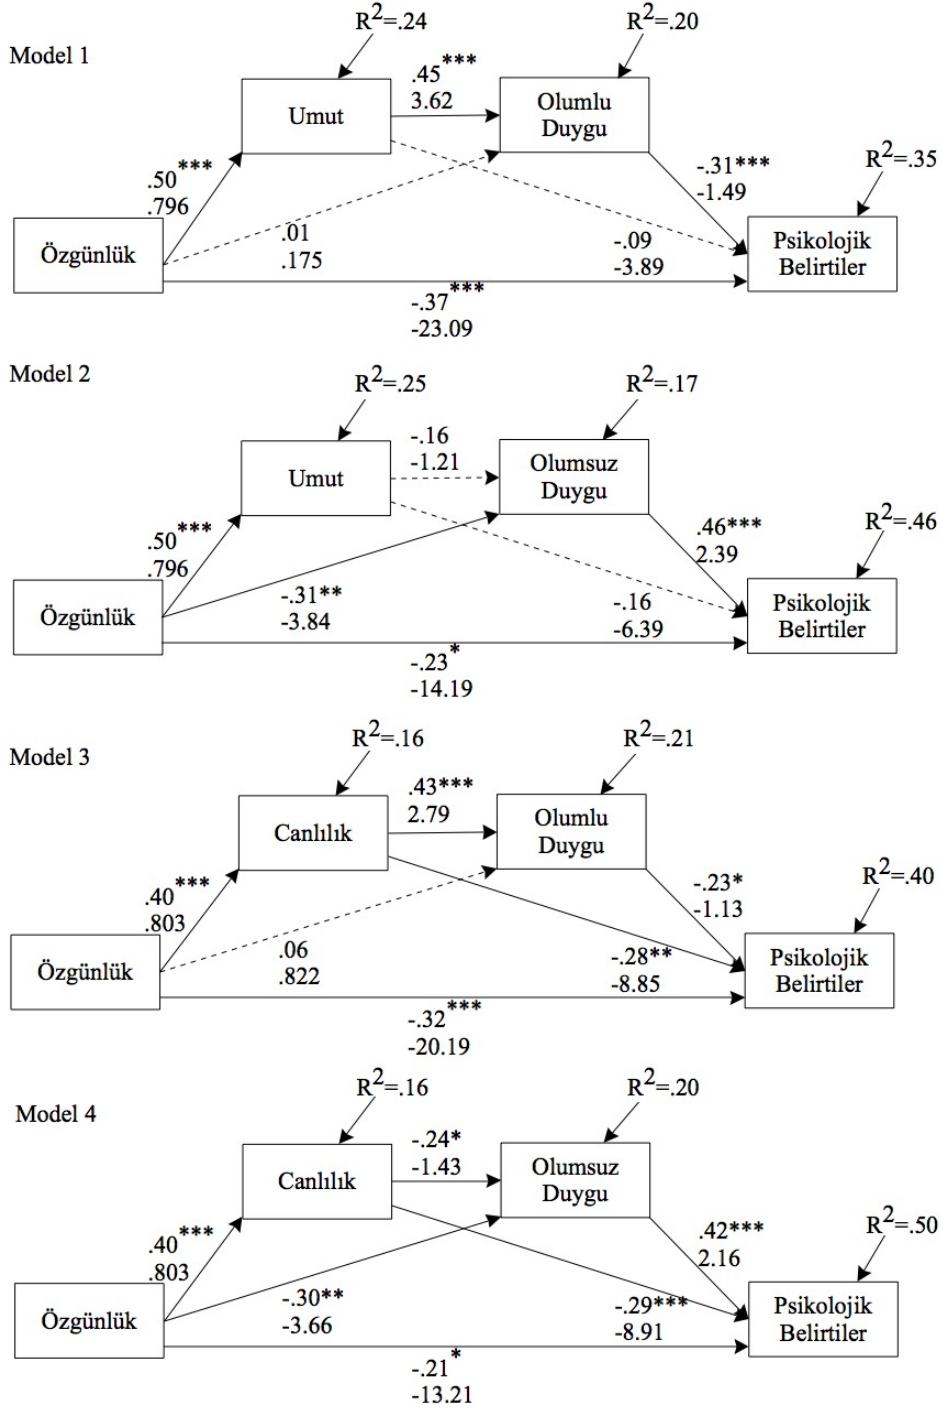 Model 1
R2=.24
R2=.20
.45***
3.62
Umut
Olumlu
Duygu
R2=.35
.50***
.796
-.31***
-1.49
Özgünlük
.01
.175
-.09
-3.89
Psikolojik
Belirtiler
-.37***
-23.09
Model 2
R2=.25
R2=.17
-.16
-1.21
Umut
Olumsuz
Duygu
R2=.46
.50***
.796
.46***
2.39
Özgünlük
-.31**
-3.84
-.16
-6.39
Psikolojik
Belirtiler
-.23*
-14.19
Model 3
R2=.16
R2=.21
.43***
2.79
Canlılık
Olumlu
Duygu
R2=.40
.40***
.803
-.23*
-1.13
Özgünlük
.06
.822
-.28**
-8.85
Psikolojik
Belirtiler
-.32***
-20.19
Model 4
R2=.16
R2=.20
-.24*
-1.43
Canlılık
Olumsuz
Duygu
R2=.50
.40***
.803
.42***
2.16
Özgünlük
-.30**
-3.66
-.29***
-8.91
Psikolojik
Belirtiler
-.21*
-13.21